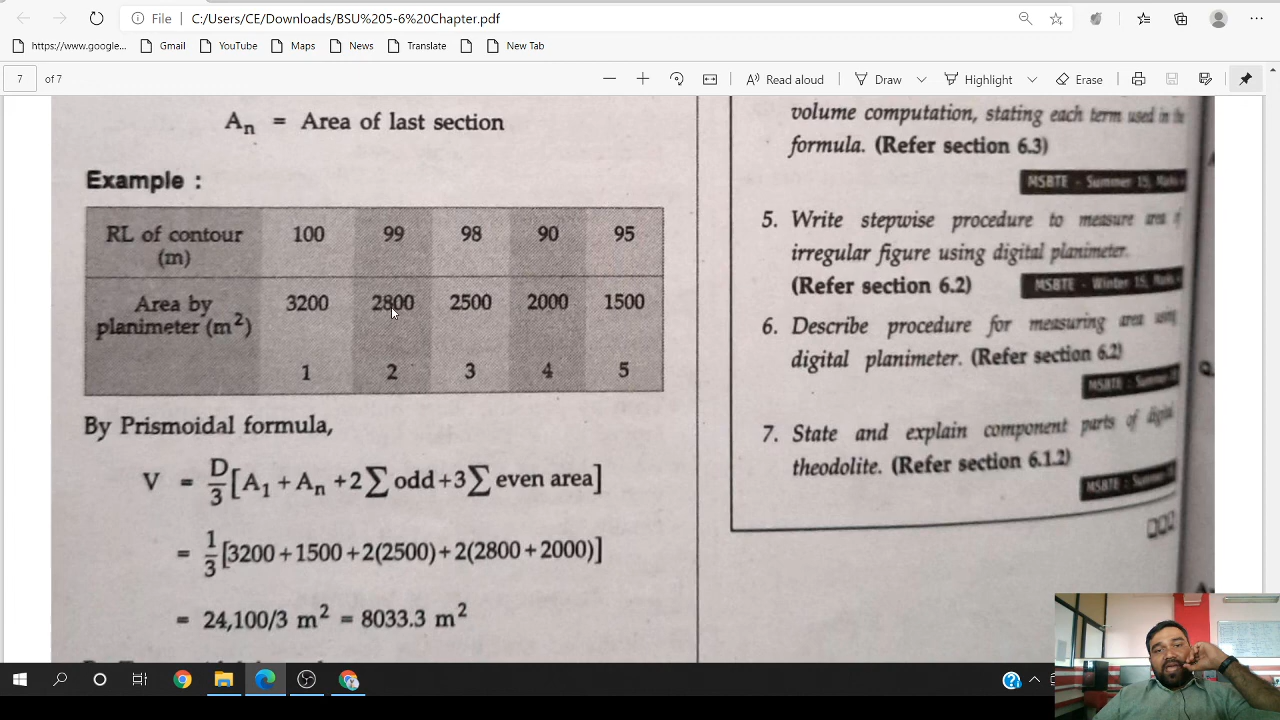 File
C:/Users/CE/Downloads/BSU%205-6%20Chapter.pdf
https://www.google...
Gmail
YouTube
Maps
News
Translate
New Tab
7 of 7
Read aloud
Draw
Highlight
Erase
An = Area of last section
Example :
RL of contour (m) 100 99 98 90 95
Area by planimeter (m²) 3200 2800 2500 2000 1500
1 2 3 4 5
By Prismoidal formula,
V = D/3 [A1 + An + 2∑ odd + 3∑ even area]
= 1/3 [3200 + 1500 + 2(2500) + 2(2800 + 2000)]
= 24,100/3 m² = 8033.3 m²
volume computation, stating each term used in the
formula. (Refer section 6.3)
MSBTE - Summer 15,
5. Write stepwise procedure to measure area
irregular figure using digital planimeter.
(Refer section 6.2)
MSBTE - Winter 15,
6. Describe procedure for measuring area using
digital planimeter. (Refer section 6.2)
MSBTE : Summer
7. State and explain component parts of digital
theodolite. (Refer section 6.1.2)
MSBTE : Summer